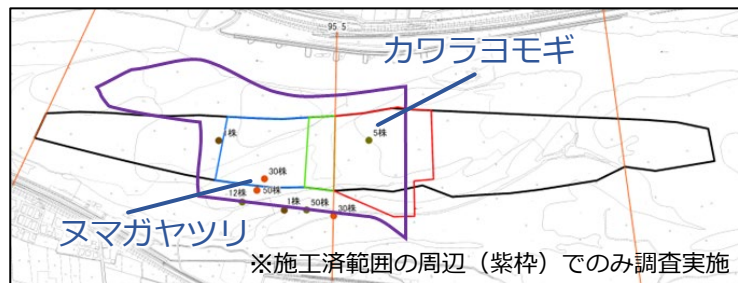 95 5
カワラヨモギ
5株
30株
50株
12株
1株
50株
30株
ヌマガヤツリ
※施工済範囲の周辺（紫枠）でのみ調査実施